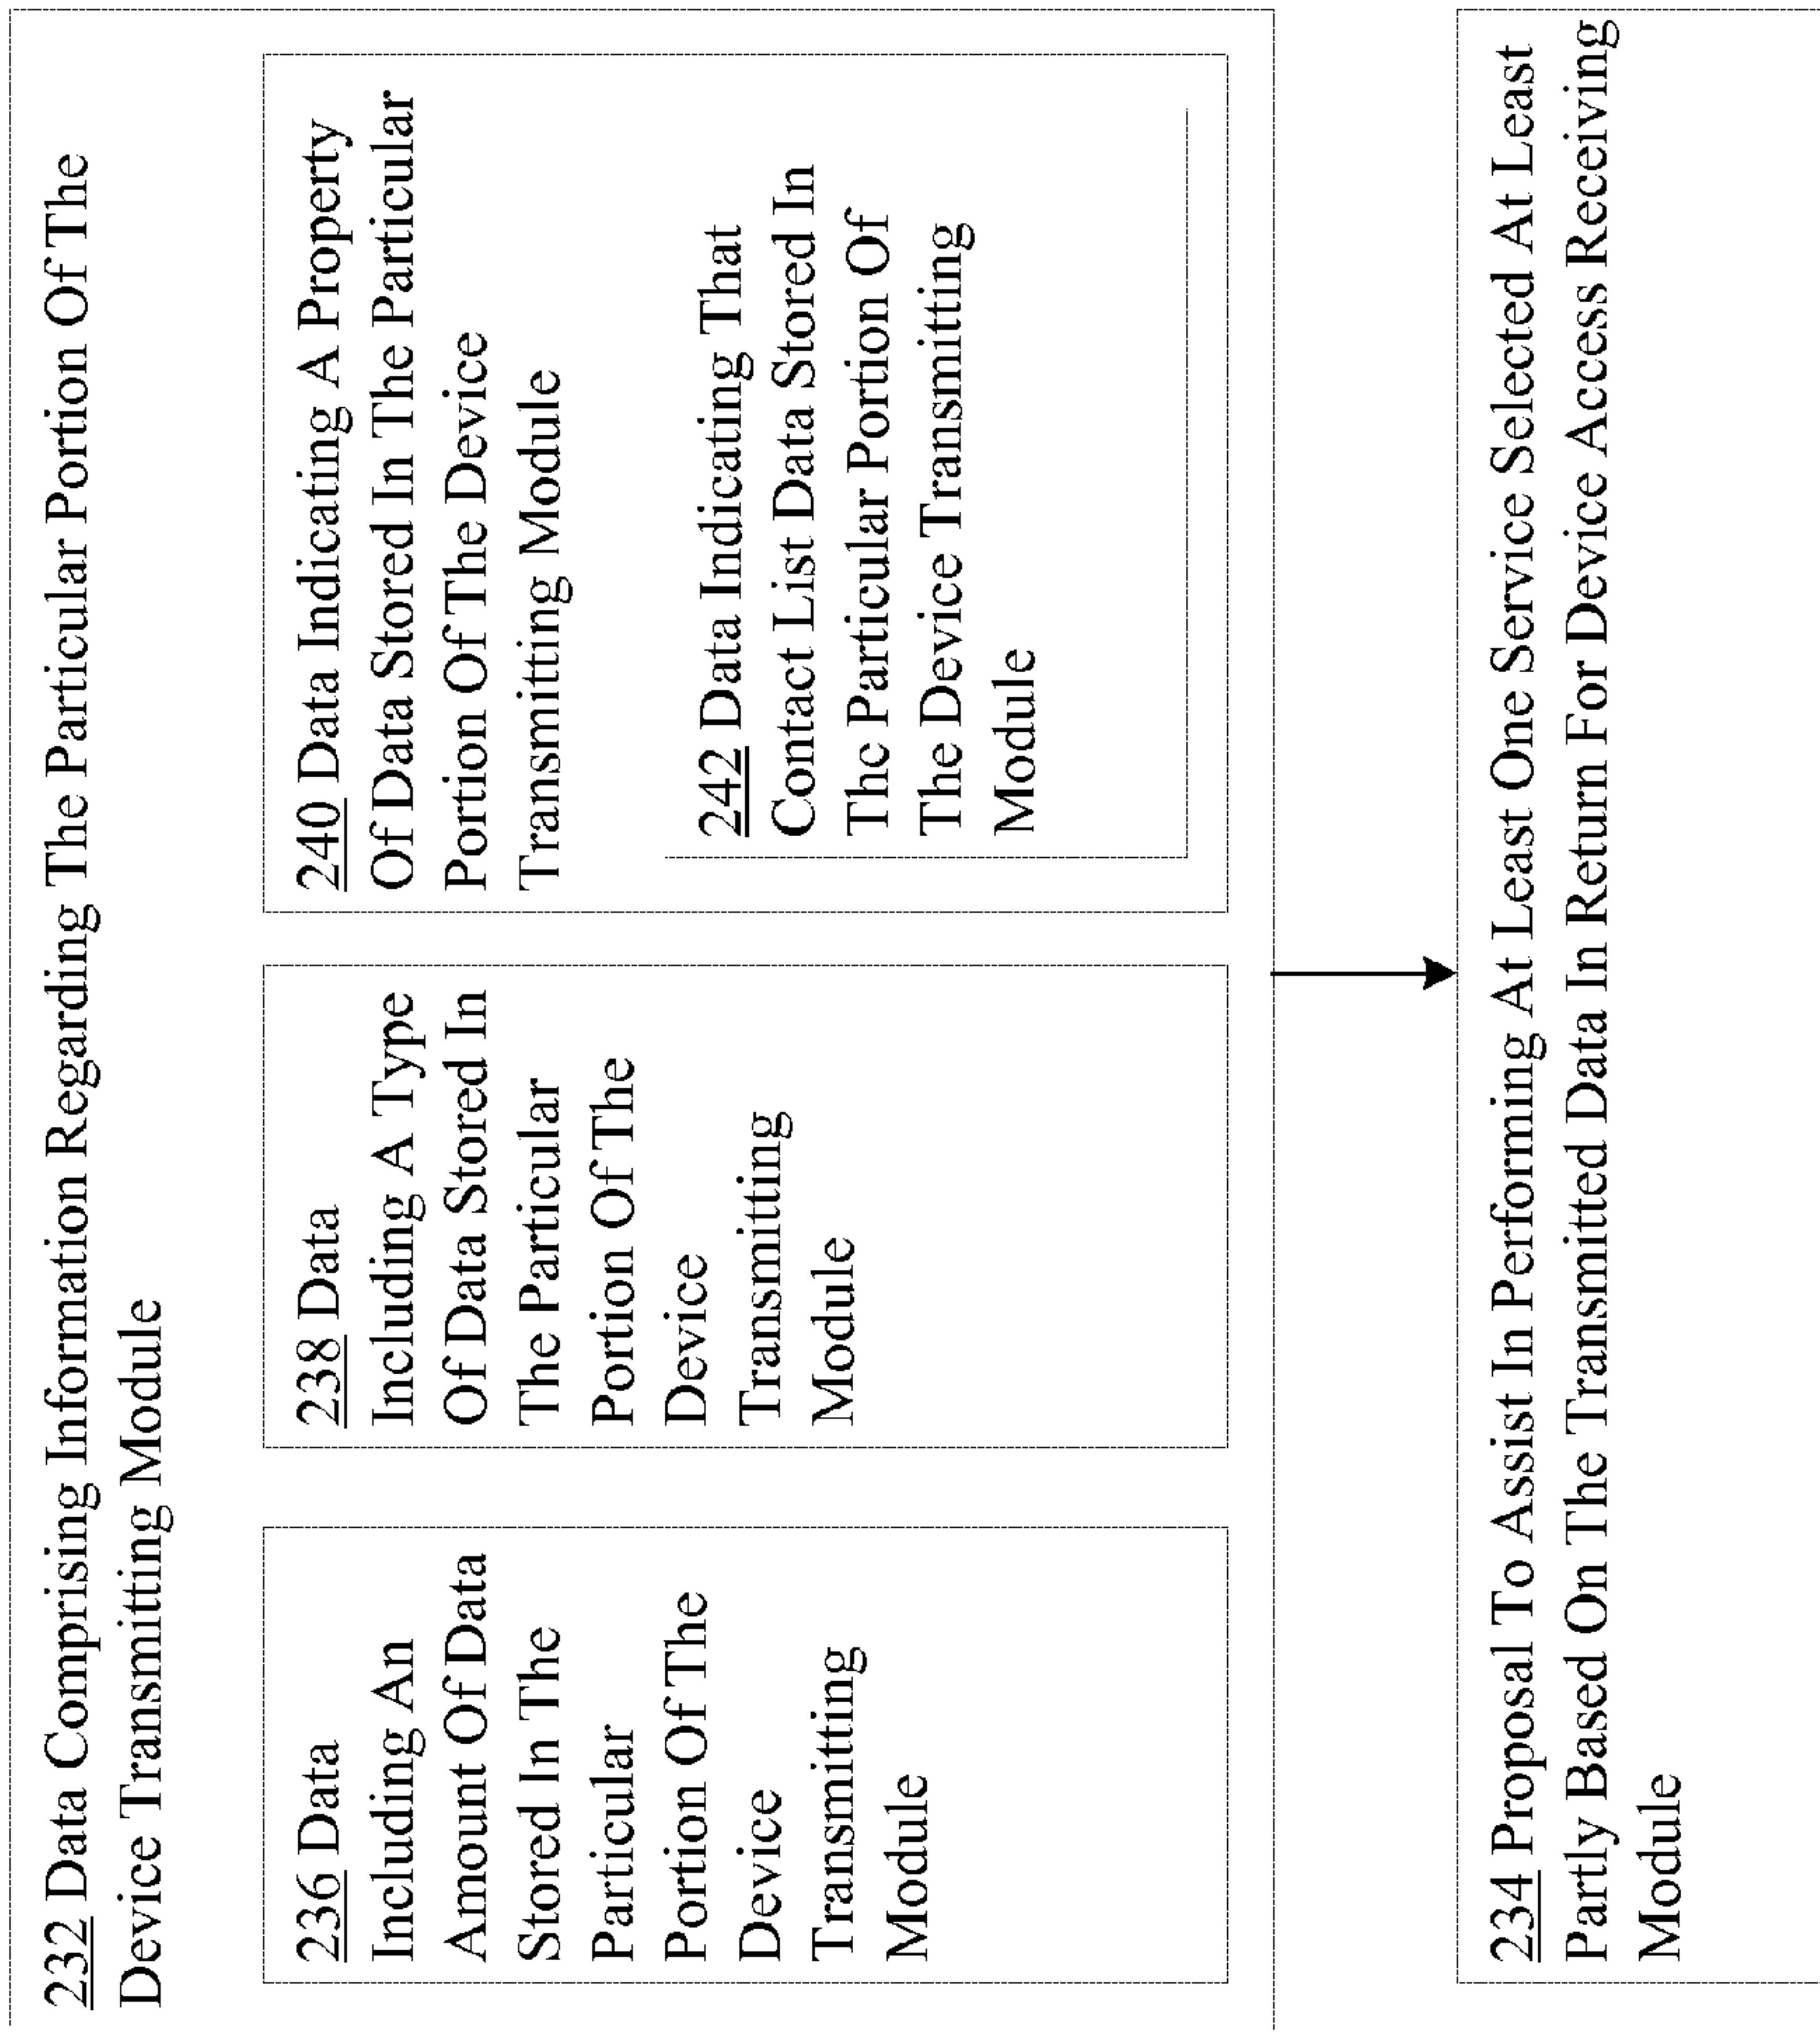 232 Data Comprising Information Regarding The Particular Portion Of The
Device Transmitting Module
236 Data
Including An
Amount Of Data
Stored In The
Particular
Portion Of The
Device
Transmitting
Module
238 Data
Including A Type
Of Data Stored In
The Particular
Portion Of The
Device
Transmitting
Module
240 Data Indicating A Property
Of Data Stored In The Particular
Portion Of The Device
Transmitting Module
242 Data Indicating That
Contact List Data Stored In
The Particular Portion Of
The Device Transmitting
Module
234 Proposal To Assist In Performing At Least One Service Selected At Least
Partly Based On The Transmitted Data In Return For Device Access Receiving
Module